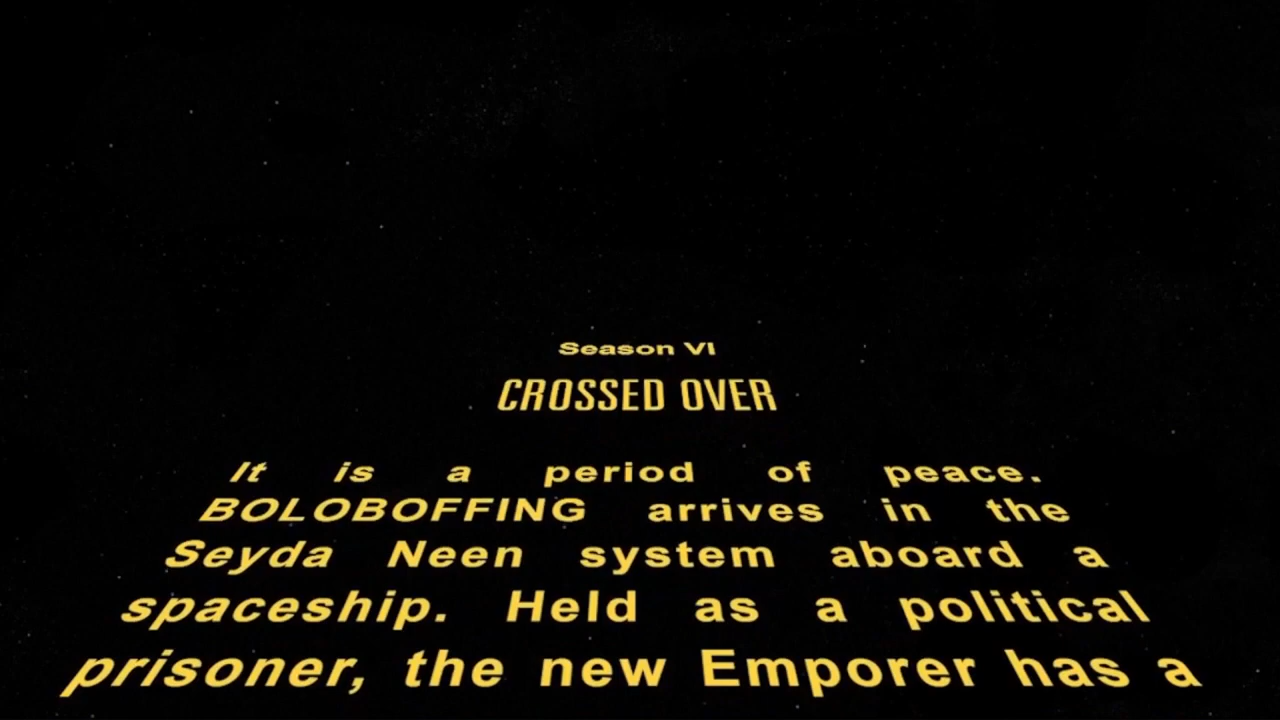 Season VI
CROSSED OVER
It is a period of peace.
BOLOBOFFING arrives in the
Seyda Neen system aboard a
spaceship. Held as a political
prisoner, the new Emporer has a